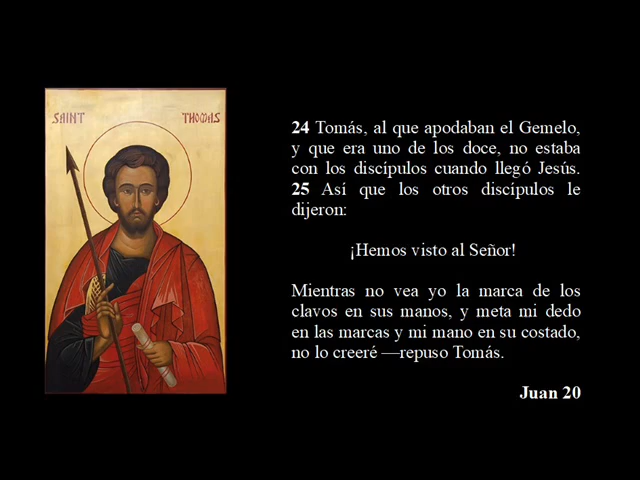 SAINT THOMAS
24 Tomás, al que apodaban el Gemelo,
y que era uno de los doce, no estaba
con los discípulos cuando llegó Jesús.
25 Así que los otros discípulos le
dijeron:
¡Hemos visto al Señor!
Mientras no vea yo la marca de los
clavos en sus manos, y meta mi dedo
en las marcas y mi mano en su costado,
no lo creeré —repuso Tomás.
Juan 20